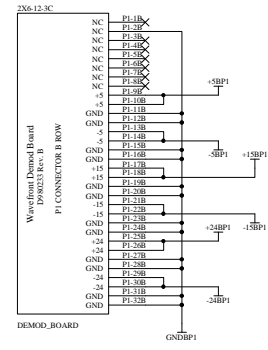 2X6-12-3C
Wavefront Demod Board
D980233 Rev. B
P1 CONNECTOR B ROW
NC P1-1B
NC P1-2B
NC P1-3B
NC P1-4B
NC P1-5B
NC P1-6B
NC P1-7B
NC P1-8B
+5 P1-9B
+5 P1-10B
GND P1-11B
GND P1-12B
-5 P1-13B
-5 P1-14B
GND P1-15B
GND P1-16B
+15 P1-17B
+15 P1-18B
GND P1-19B
GND P1-20B
-15 P1-21B
-15 P1-22B
GND P1-23B
GND P1-24B
+24 P1-25B
+24 P1-26B
GND P1-27B
GND P1-28B
-24 P1-29B
-24 P1-30B
GND P1-31B
GND P1-32B
+5BP1
-5BP1
+15BP1
-15BP1
+24BP1
-24BP1
DEMOD_BOARD
GNDBP1